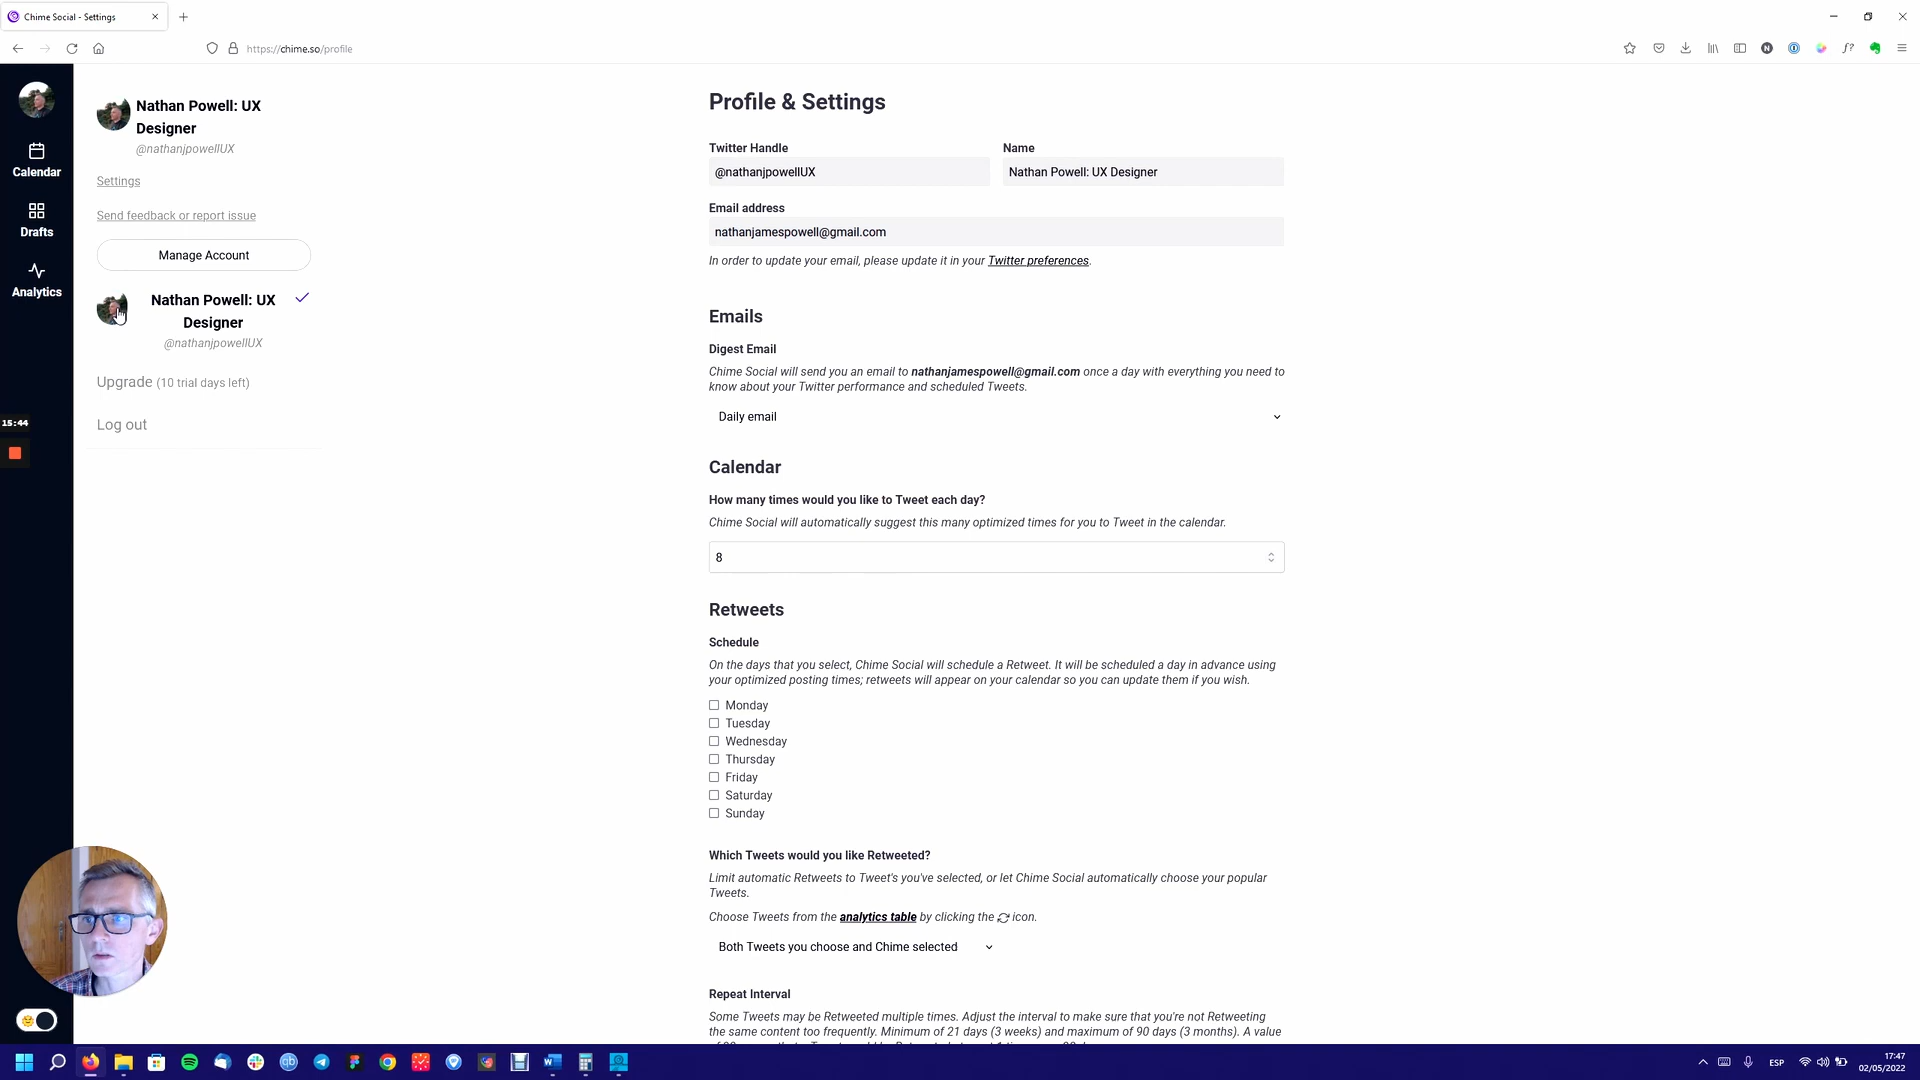 Chime Social - Settings
https://chime.so/profile
Nathan Powell: UX
Designer
@nathanjpowellUX
Settings
Send feedback or report issue
Manage Account
Nathan Powell: UX
Designer
@nathanjpowellUX
Upgrade (10 trial days left)
Log out
Calendar
Drafts
Analytics
15:44
Profile & Settings
Twitter Handle
Name
@nathanjpowellUX
Nathan Powell: UX Designer
Email address
nathanjamespowell@gmail.com
In order to update your email, please update it in your Twitter preferences.
Emails
Digest Email
Chime Social will send you an email to nathanjamespowell@gmail.com once a day with everything you need to
know about your Twitter performance and scheduled Tweets.
Daily email
Calendar
How many times would you like to Tweet each day?
Chime Social will automatically suggest this many optimized times for you to Tweet in the calendar.
8
Retweets
Schedule
On the days that you select, Chime Social will schedule a Retweet. It will be scheduled a day in advance using
your optimized posting times; retweets will appear on your calendar so you can update them if you wish.
Monday
Tuesday
Wednesday
Thursday
Friday
Saturday
Sunday
Which Tweets would you like Retweeted?
Limit automatic Retweets to Tweet's you've selected, or let Chime Social automatically choose your popular
Tweets.
Choose Tweets from the analytics table by clicking the icon.
Both Tweets you choose and Chime selected
Repeat Interval
Some Tweets may be Retweeted multiple times. Adjust the interval to make sure that you're not Retweeting
the same content too frequently. Minimum of 21 days (3 weeks) and maximum of 90 days (3 months). A value
ESP
17:47
02/05/2022